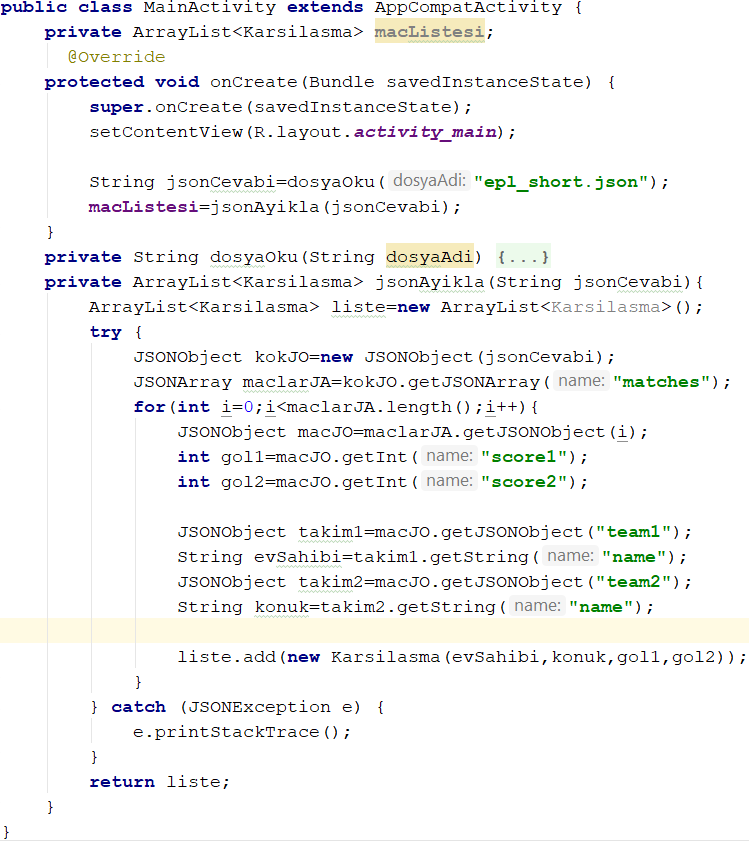 public class MainActivity extends AppCompatActivity {
    private ArrayList<Karsilasma> macListesi;
      @Override
    protected void onCreate(Bundle savedInstanceState) {
        super.onCreate(savedInstanceState);
        setContentView(R.layout.activity_main);

        String jsonCevabi=dosyaOku( dosyaAdi: "epl_short.json");
        macListesi=jsonAyikla(jsonCevabi);
    }
    private String dosyaOku(String dosyaAdi) {...}
    private ArrayList<Karsilasma> jsonAyikla(String jsonCevabi){
        ArrayList<Karsilasma> liste=new ArrayList<Karsilasma>();
        try {
            JSONObject kokJO=new JSONObject(jsonCevabi);
            JSONArray maclarJA=kokJO.getJSONArray( name: "matches");
            for(int i=0;i<maclarJA.length();i++){
                JSONObject macJO=maclarJA.getJSONObject(i);
                int gol1=macJO.getInt( name: "score1");
                int gol2=macJO.getInt( name: "score2");

                JSONObject takim1=macJO.getJSONObject("team1");
                String evSahibi=takim1.getString( name: "name");
                JSONObject takim2=macJO.getJSONObject("team2");
                String konuk=takim2.getString( name: "name");

                liste.add(new Karsilasma(evSahibi,konuk,gol1,gol2));
            }
        } catch (JSONException e) {
            e.printStackTrace();
        }
        return liste;
    }
}